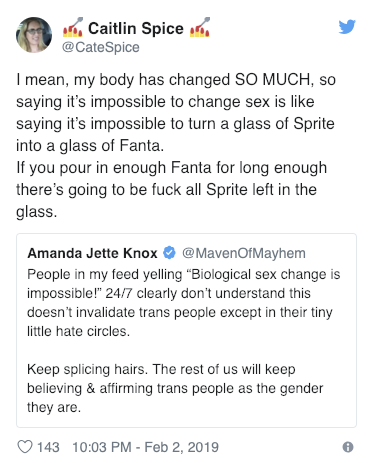 Caitlin Spice
@CateSpice
I mean, my body has changed SO MUCH, so
saying it's impossible to change sex is like
saying it's impossible to turn a glass of Sprite
into a glass of Fanta.
If you pour in enough Fanta for long enough
there's going to be fuck all Sprite left in the
glass.
Amanda Jette Knox @MavenOfMayhem
People in my feed yelling “Biological sex change is
impossible!” 24/7 clearly don’t understand this
doesn’t invalidate trans people except in their tiny
little hate circles.
Keep splicing hairs. The rest of us will keep
believing & affirming trans people as the gender
they are.
143 10:03 PM - Feb 2, 2019